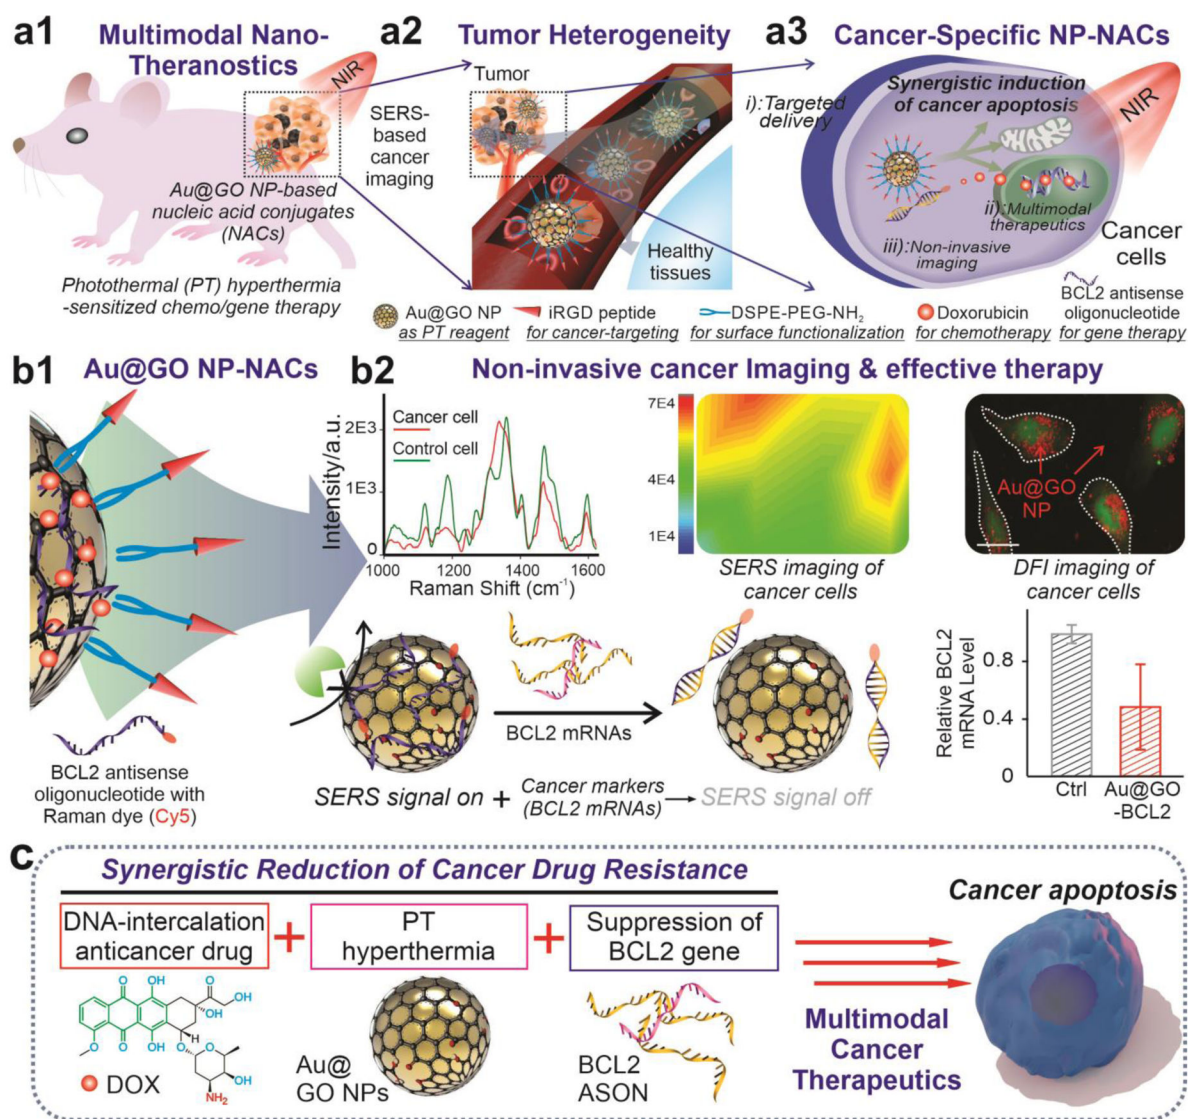 a1
Multimodal Nano-
Theranostics
NIR
Au@GO NP-based
nucleic acid conjugates
(NACs)
Photothermal (PT) hyperthermia
-sensitized chemo/gene therapy
SERS-
based
cancer
imaging
a2
Tumor Heterogeneity
Tumor
Healthy
tissues
a3
Cancer-Specific NP-NACs
Synergistic induction
of cancer apoptosis
NIR
i):Targeted
delivery
ii):Multimodal
therapeutics
iii):Non-invasive
imaging
Cancer
cells
Au@GO NP
as PT reagent
iRGD peptide
for cancer-targeting
DSPE-PEG-NH2
for surface functionalization
Doxorubicin
for chemotherapy
BCL2 antisense
oligonucleotide
for gene therapy
b1
Au@GO NP-NACs
BCL2 antisense
oligonucleotide with
Raman dye (Cy5)
b2
Non-invasive cancer Imaging & effective therapy
Intensity/a.u.
2E3
1E3
0
Cancer cell
Control cell
1000 1200 1400 1600
Raman Shift (cm-1)
7E4
4E4
1E4
SERS imaging of
cancer cells
Au@GO
NP
DFI imaging of
cancer cells
BCL2 mRNAs
SERS signal on + Cancer markers
(BCL2 mRNAs)
SERS signal off
Relative BCL2
mRNA Level
0.8
0.4
0
Ctrl
Au@GO
-BCL2
c
Synergistic Reduction of Cancer Drug Resistance
DNA-intercalation
anticancer drug
+
PT
hyperthermia
+
Suppression of
BCL2 gene
O
OH
O
OH
OH
O
O
OH
O
O
OH
NH2
DOX
Au@
GO NPs
BCL2
ASON
Multimodal
Cancer
Therapeutics
Cancer apoptosis